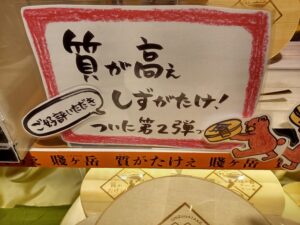 質が高ぇ
しずがたけ!
ご好評いただき
ついに第2弾っ
賤ヶ岳 質がたけぇ 賤ヶ岳